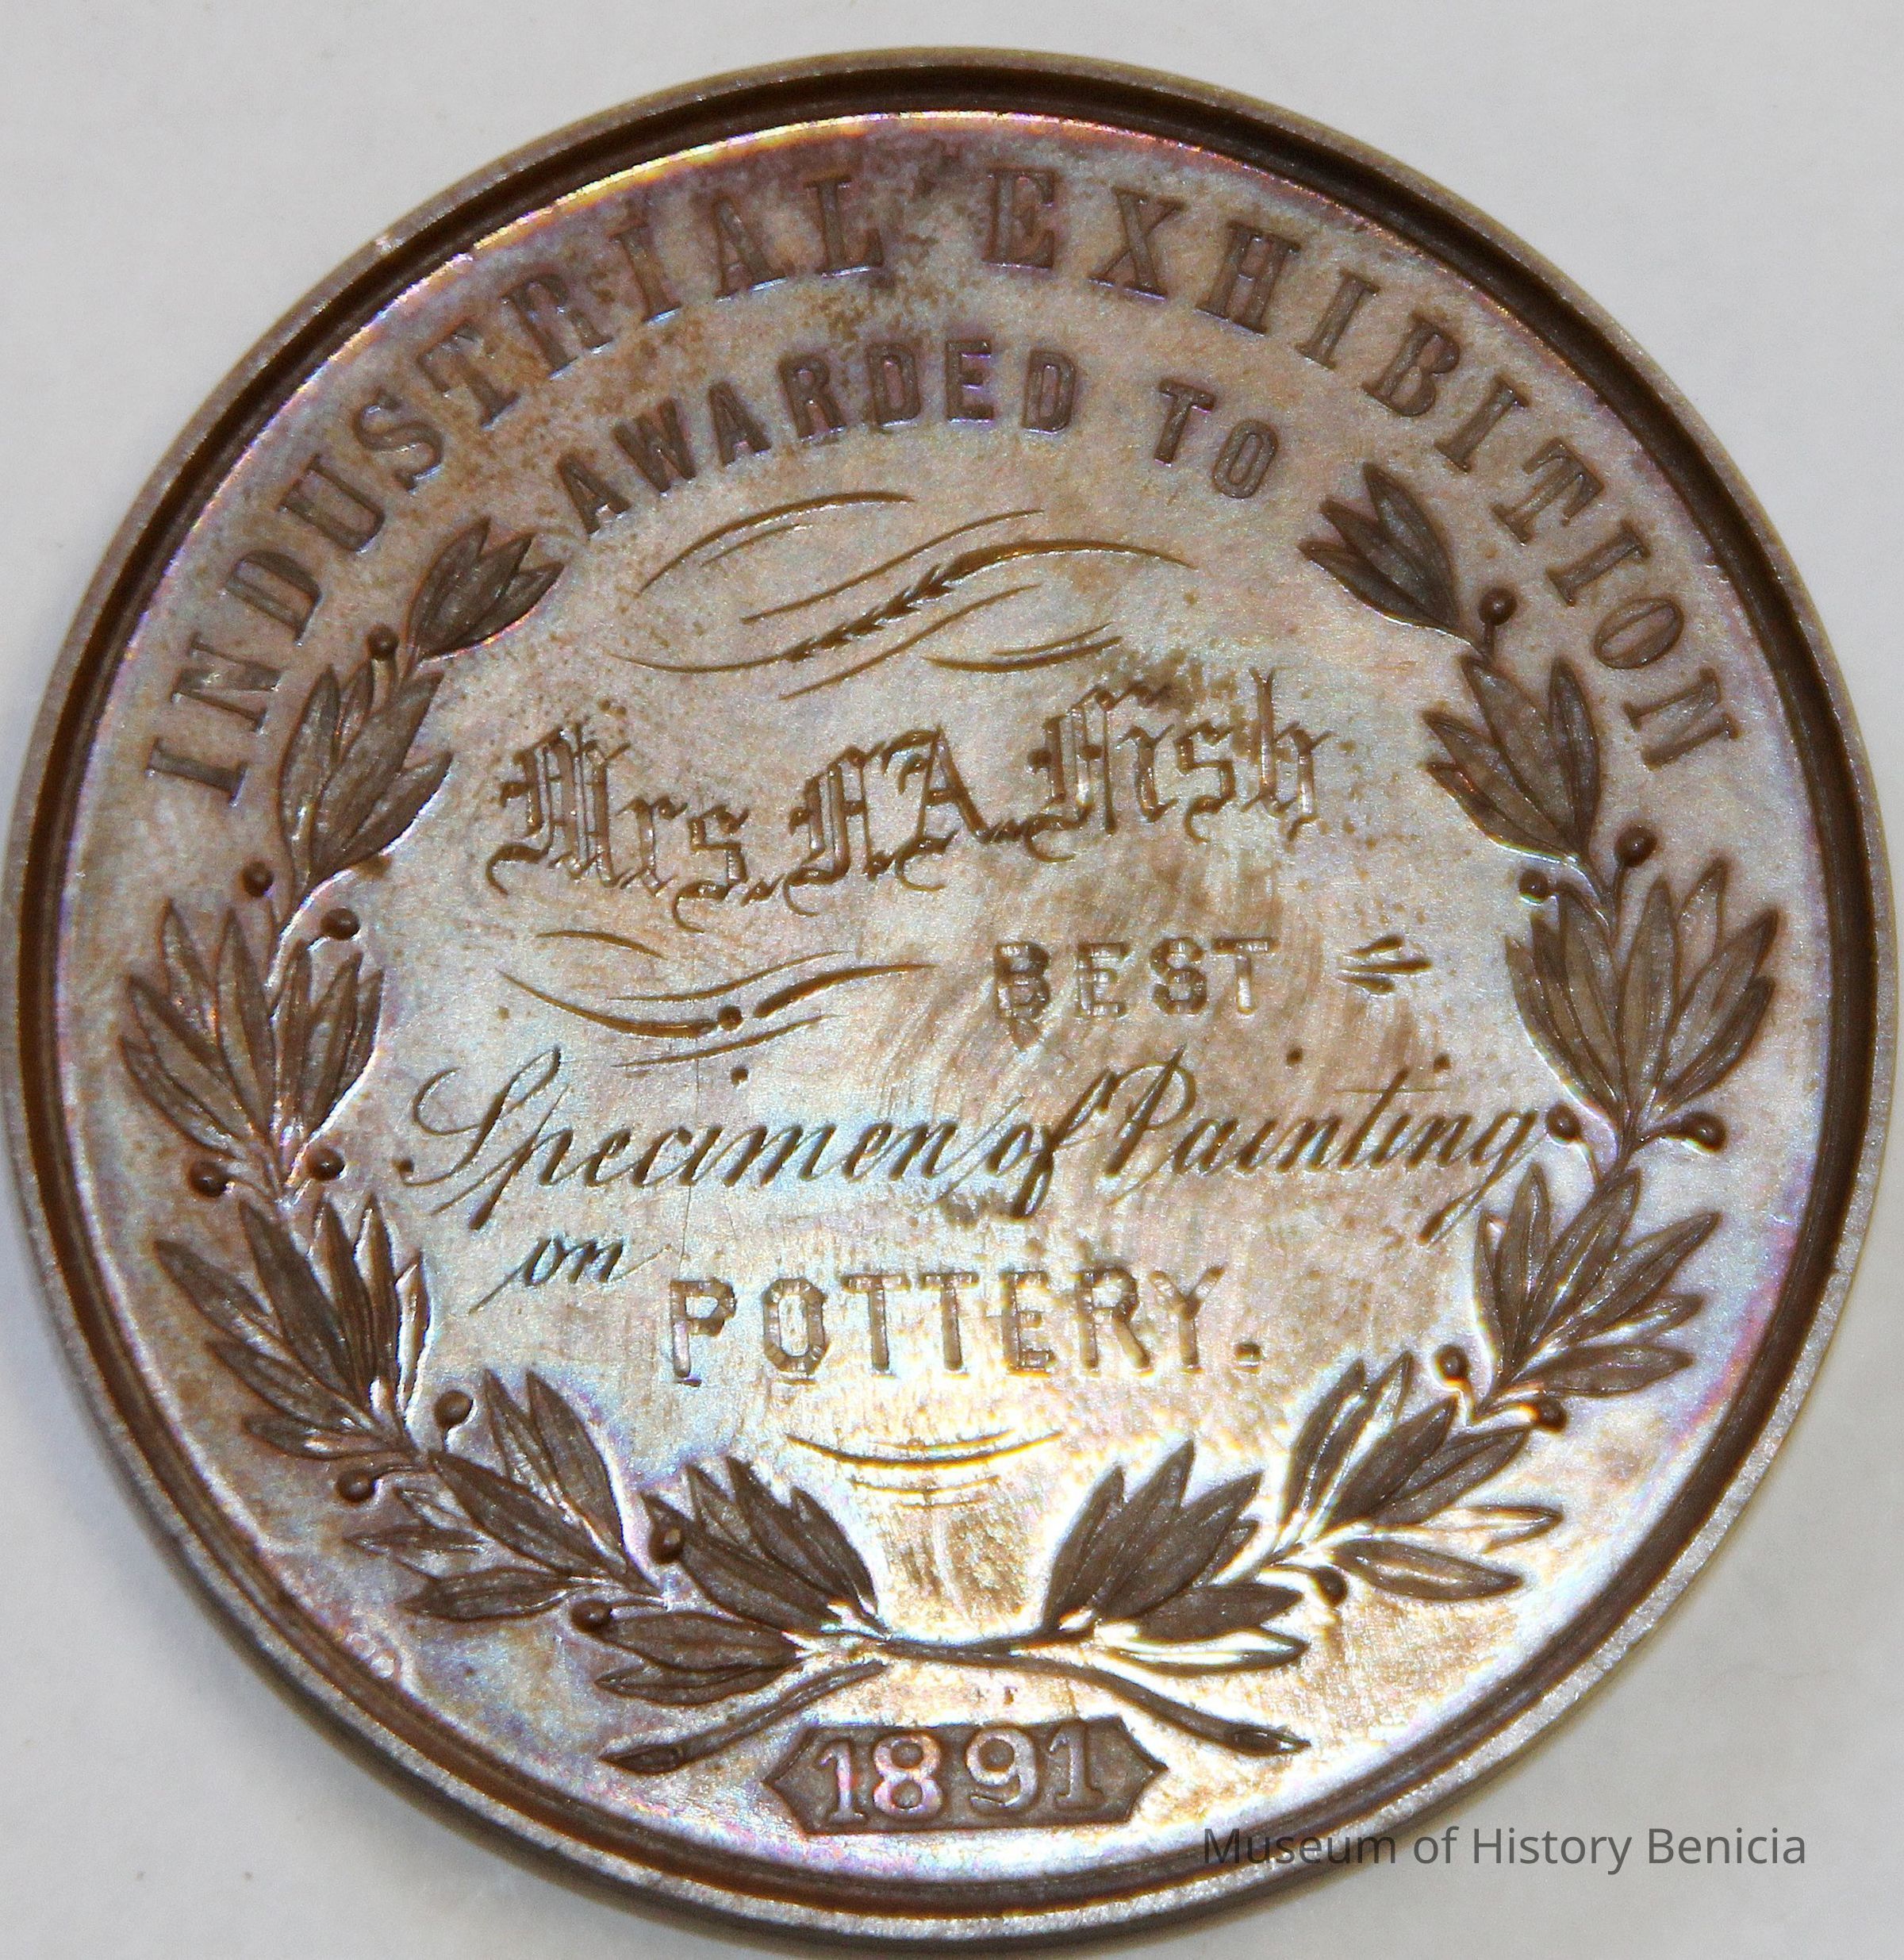 INDUSTRIAL EXHIBITION
AWARDED TO
Mrs. A. Fish
BEST
Specimen of Painting
on POTTERY.
1891
Museum of History Benicia